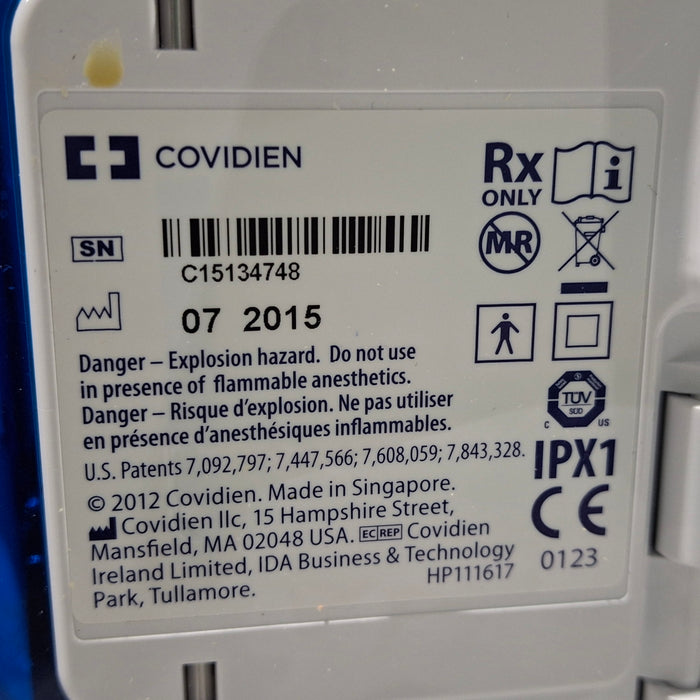 COVIDIEN
Rx
ONLY
i
SN
C15134748
MR
07 2015
Danger – Explosion hazard. Do not use
in presence of flammable anesthetics.
Danger – Risque d'explosion. Ne pas utiliser
en présence d'anesthésiques inflammables.
TÜV
SÜD
C US
U.S. Patents 7,092,797; 7,447,566; 7,608,059; 7,843,328.
IPX1
© 2012 Covidien. Made in Singapore.
Covidien llc, 15 Hampshire Street,
Mansfield, MA 02048 USA. EC REP Covidien
Ireland Limited, IDA Business & Technology
Park, Tullamore.
HP111617
CE
0123